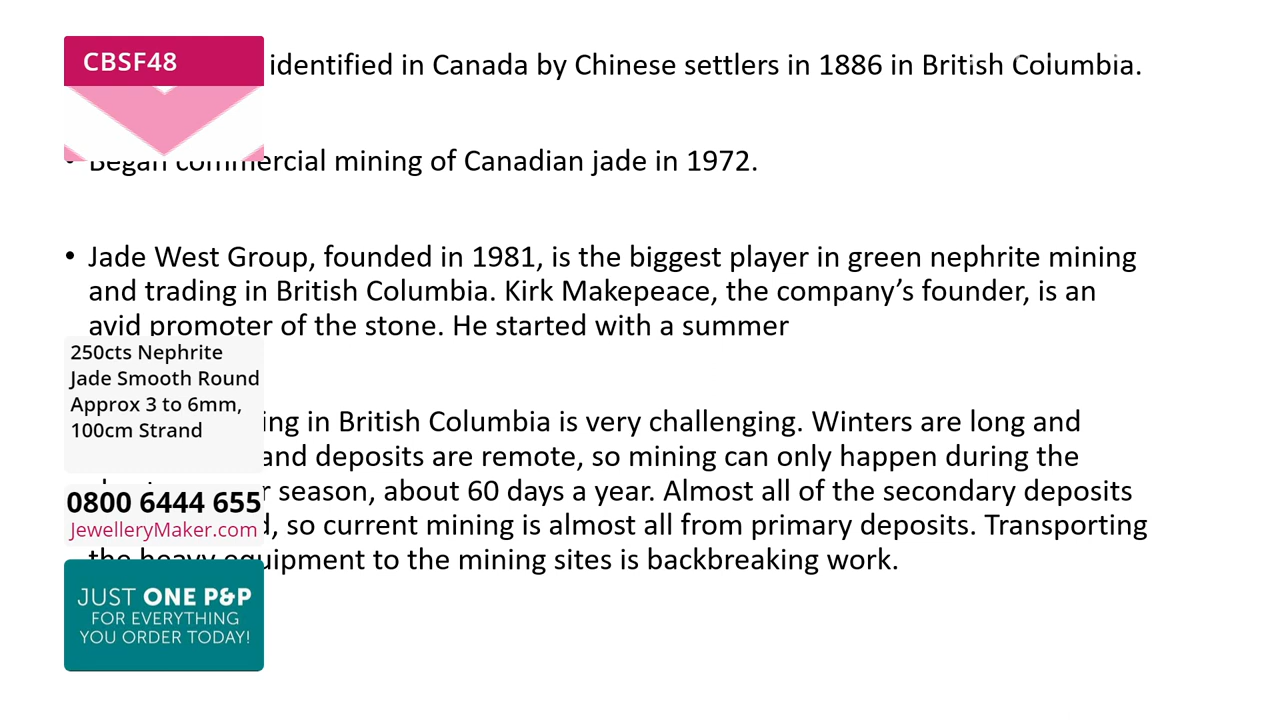 CBSF48
identified in Canada by Chinese settlers in 1886 in British Columbia.
• Began commercial mining of Canadian jade in 1972.
• Jade West Group, founded in 1981, is the biggest player in green nephrite mining
and trading in British Columbia. Kirk Makepeace, the company’s founder, is an
avid promoter of the stone. He started with a summer
250cts Nephrite
Jade Smooth Round
Approx 3 to 6mm,
100cm Strand
in British Columbia is very challenging. Winters are long and
and deposits are remote, so mining can only happen during the
season, about 60 days a year. Almost all of the secondary deposits
0800 6444 655
JewelleryMaker.com
so current mining is almost all from primary deposits. Transporting
the heavy equipment to the mining sites is backbreaking work.
JUST ONE P&P
FOR EVERYTHING
YOU ORDER TODAY!